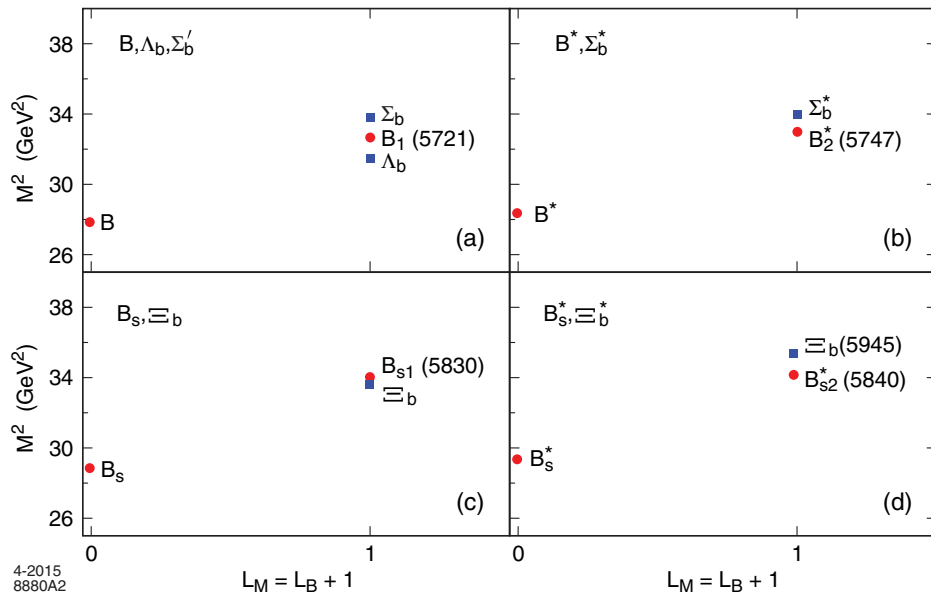 B,Λb,Σb′
B*,Σb*
M² (GeV²)
38
34
30
26
Σb
B1 (5721)
Λb
B
(a)
Σb*
B2* (5747)
B*
(b)
Bs,Ξb
Bs*,Ξb*
M² (GeV²)
38
34
30
26
Bs1 (5830)
Ξb
Bs
(c)
Ξb(5945)
Bs2* (5840)
Bs*
(d)
0
1
0
1
LM = LB + 1
LM = LB + 1
4-2015
8880A2